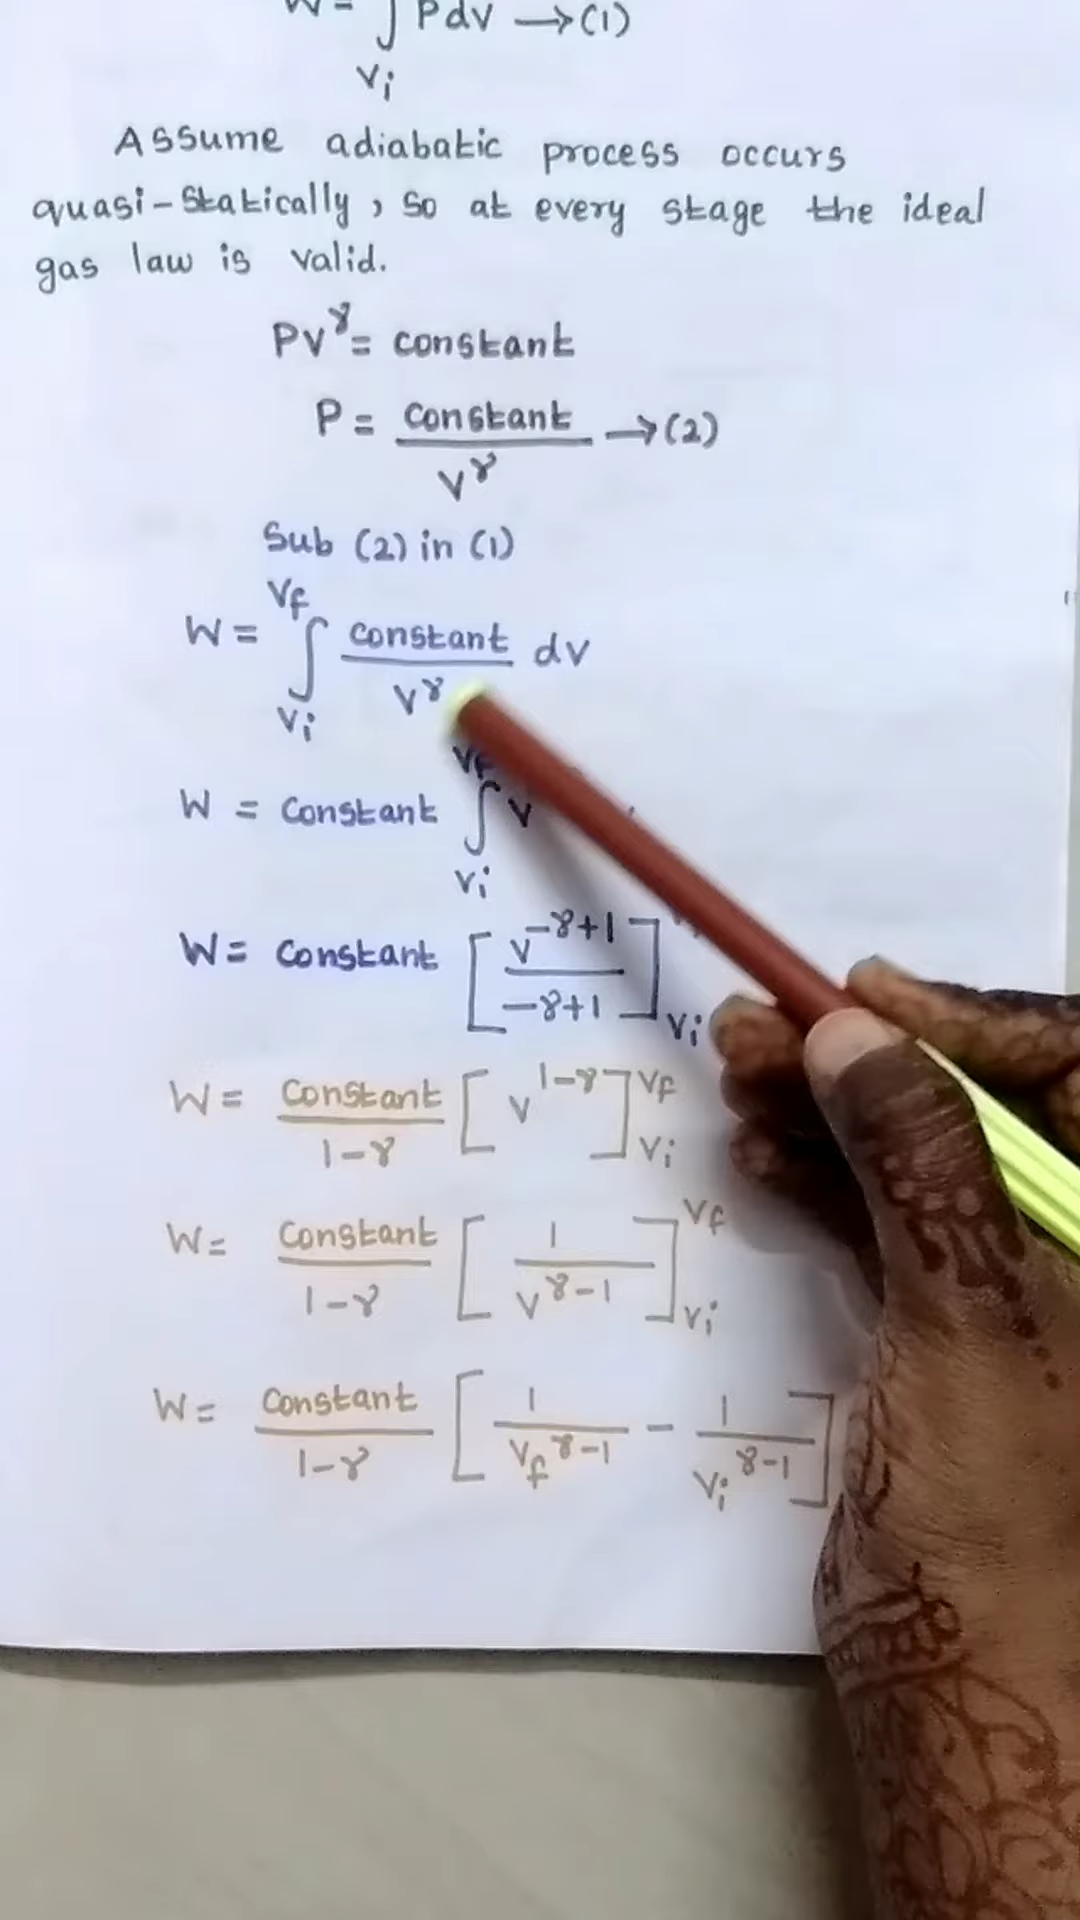 W = ∫ PdV → (1)
Vi
Assume adiabatic process occurs
quasi-statically, so at every stage the ideal
gas law is valid.
PV^γ = constant
P = constant / V^γ → (2)
Sub (2) in (1)
W = ∫_{Vi}^{Vf} constant / V^γ dV
W = Constant ∫_{Vi}^{Vf} V
W = Constant [ V^{-γ+1} / -γ+1 ]_{Vi}
W = Constant / 1-γ [ V^{1-γ} ]_{Vi}^{Vf}
W = Constant / 1-γ [ 1 / V^{γ-1} ]_{Vi}^{Vf}
W = Constant / 1-γ [ 1 / Vf^{γ-1} - 1 / Vi^{γ-1} ]